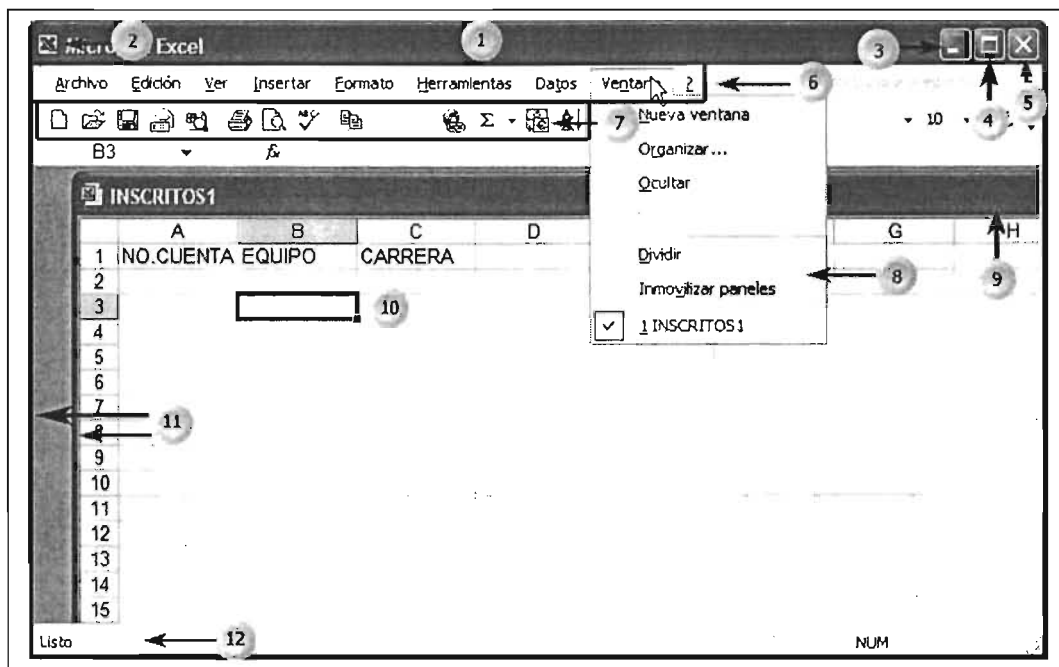 2 Excel 1 3
Archivo Edición Ver Insertar Formato Herramientas Datos Ventan ? 6 5
7 Nueva ventana 10 4
B3 fx Organizar...
Ocultar
INSCRITOS1
A B C D G H
1 NO.CUENTA EQUIPO CARRERA Dividir
2 8 9
3 10 Inmovilizar paneles
4 1 INSCRITOS1
5
6
7
8 11
9
10
11
12
13
14
15
Listo 12 NUM